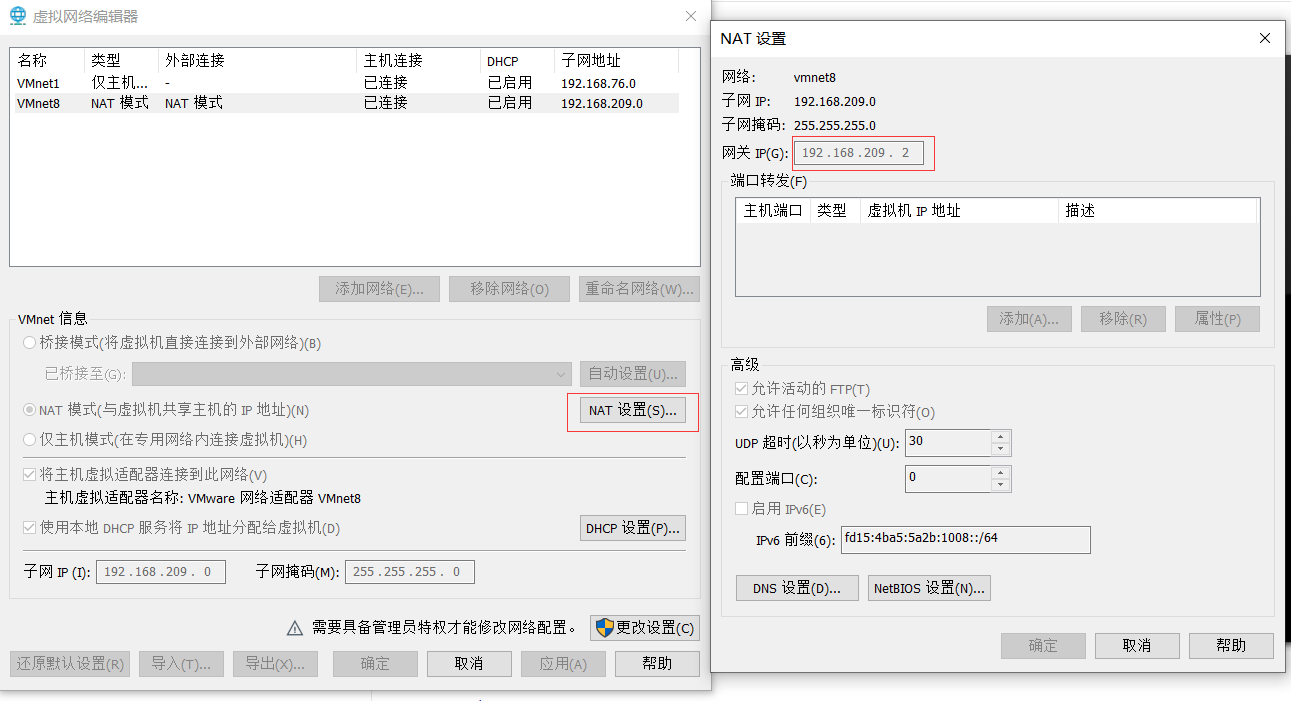 虚拟网络编辑器
名称 类型 外部连接 主机连接 DHCP 子网地址
VMnet1 仅主机... - 已连接 已启用 192.168.76.0
VMnet8 NAT 模式 NAT 模式 已连接 已启用 192.168.209.0
添加网络(E)... 移除网络(O) 重命名网络(W)...
VMnet 信息
桥接模式(将虚拟机直接连接到外部网络)(B)
已桥接至(G): 自动设置(U)...
NAT 模式(与虚拟机共享主机的 IP 地址)(N) NAT 设置(S)...
仅主机模式(在专用网络内连接虚拟机)(H)
将主机虚拟适配器连接到此网络(V)
主机虚拟适配器名称: VMware 网络适配器 VMnet8
使用本地 DHCP 服务将 IP 地址分配给虚拟机(D) DHCP 设置(P)...
子网 IP (I): 192 . 168 . 209 . 0 子网掩码(M): 255 . 255 . 255 . 0
需要具备管理员特权才能修改网络配置。 更改设置(C)
还原默认设置(R) 导入(T)... 导出(X)... 确定 取消 应用(A) 帮助
NAT 设置
网络: vmnet8
子网 IP: 192.168.209.0
子网掩码: 255.255.255.0
网关 IP(G): 192 . 168 . 209 . 2
端口转发(F)
主机端口 类型 虚拟机 IP 地址 描述
添加(A)... 移除(R) 属性(P)
高级
允许活动的 FTP(T)
允许任何组织唯一标识符(O)
UDP 超时(以秒为单位)(U): 30
配置端口(C): 0
启用 IPv6(E)
IPv6 前缀(6): fd15:4ba5:5a2b:1008::/64
DNS 设置(D)... NetBIOS 设置(N)...
确定 取消 帮助